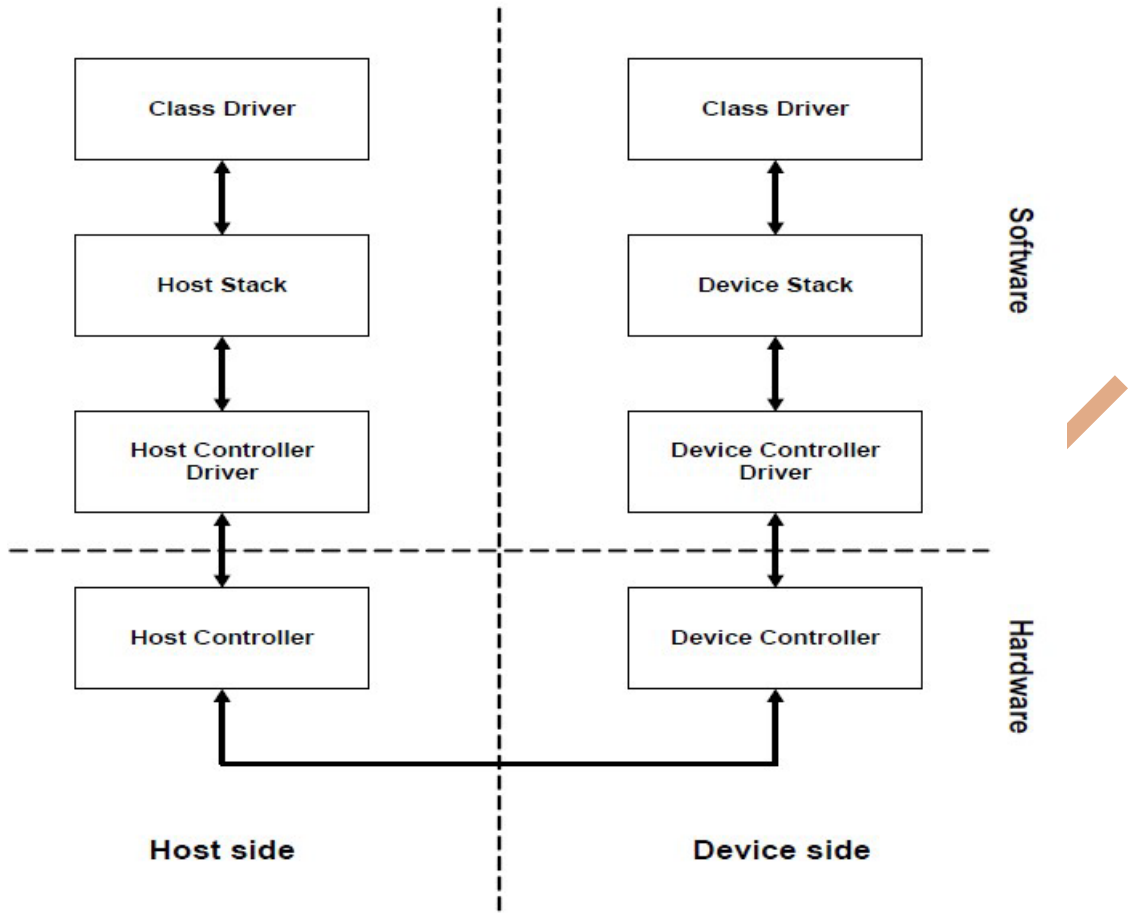 Class Driver
Class Driver
Host Stack
Device Stack
Software
Host Controller
Driver
Device Controller
Driver
Host Controller
Device Controller
Hardware
Host side
Device side